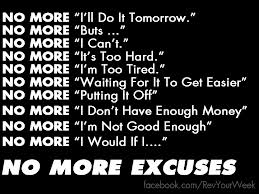 NO MORE "I'll Do It Tomorrow."
NO MORE "Buts ..."
NO MORE "I Can't."
NO MORE "It's Too Hard."
NO MORE "I'm Too Tired."
NO MORE "Waiting For It To Get Easier"
NO MORE "Putting It Off"
NO MORE "I Don't Have Enough Money"
NO MORE "I'm Not Good Enough"
NO MORE "I Would If I...."
NO MORE EXCUSES
facebook.com/RevYourWeek